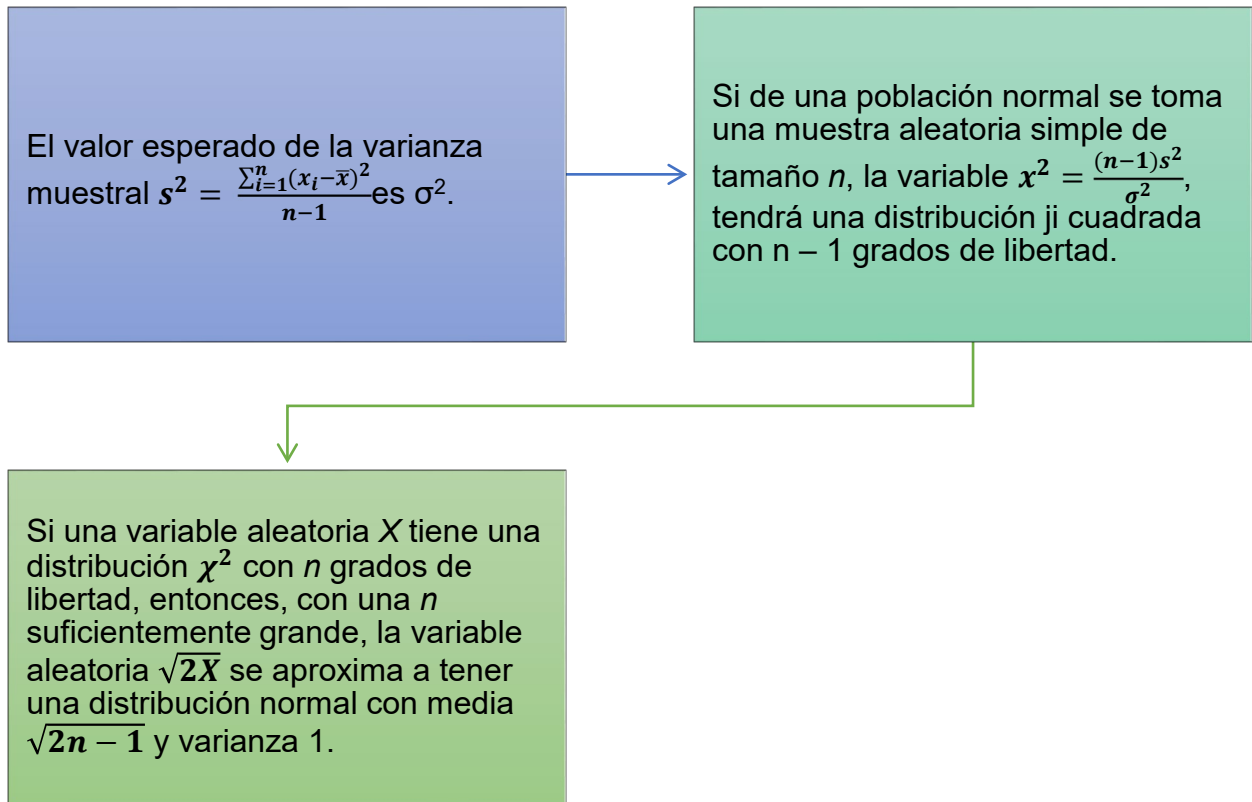 El valor esperado de la varianza
muestral s² = ∑ᵢ₌₁ⁿ(xᵢ−x̅)²/n−1 es σ².
Si de una población normal se toma
una muestra aleatoria simple de
tamaño n, la variable x² = (n−1)s²/σ²,
tendrá una distribución ji cuadrada
con n – 1 grados de libertad.
Si una variable aleatoria X tiene una
distribución χ² con n grados de
libertad, entonces, con una n
suficientemente grande, la variable
aleatoria √2X se aproxima a tener
una distribución normal con media
√2n − 1 y varianza 1.